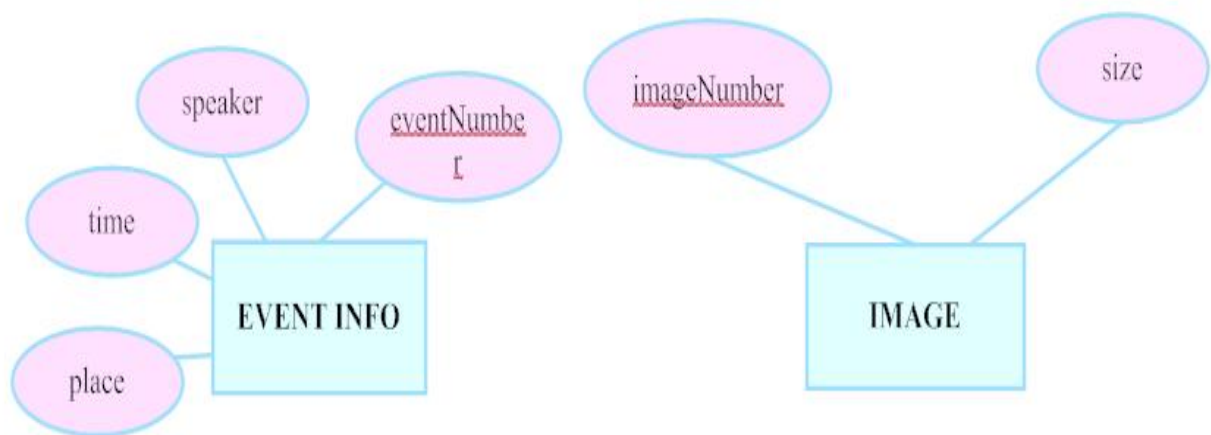 speaker
eventNumbe
r
time
place
EVENT INFO
imageNumber
size
IMAGE